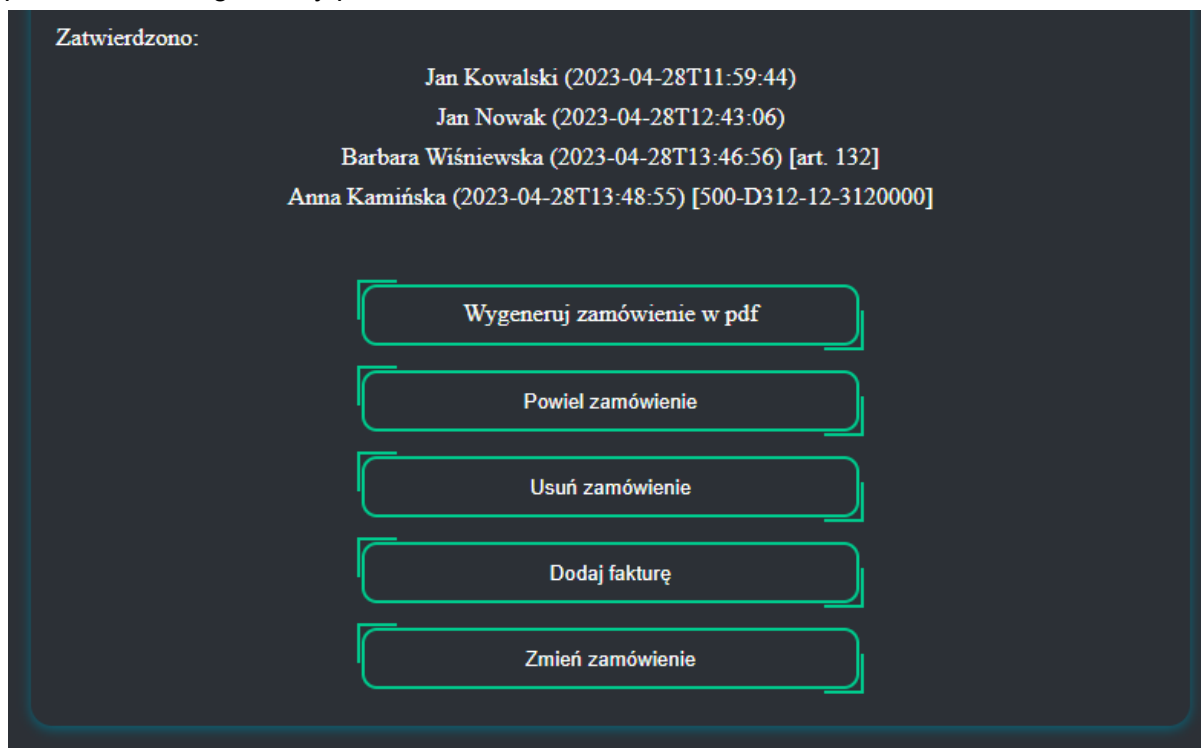 Zatwierdzono:
Jan Kowalski (2023-04-28T11:59:44)
Jan Nowak (2023-04-28T12:43:06)
Barbara Wiśniewska (2023-04-28T13:46:56) [art. 132]
Anna Kamińska (2023-04-28T13:48:55) [500-D312-12-3120000]
Wygeneruj zamówienie w pdf
Powiel zamówienie
Usuń zamówienie
Dodaj fakturę
Zmień zamówienie